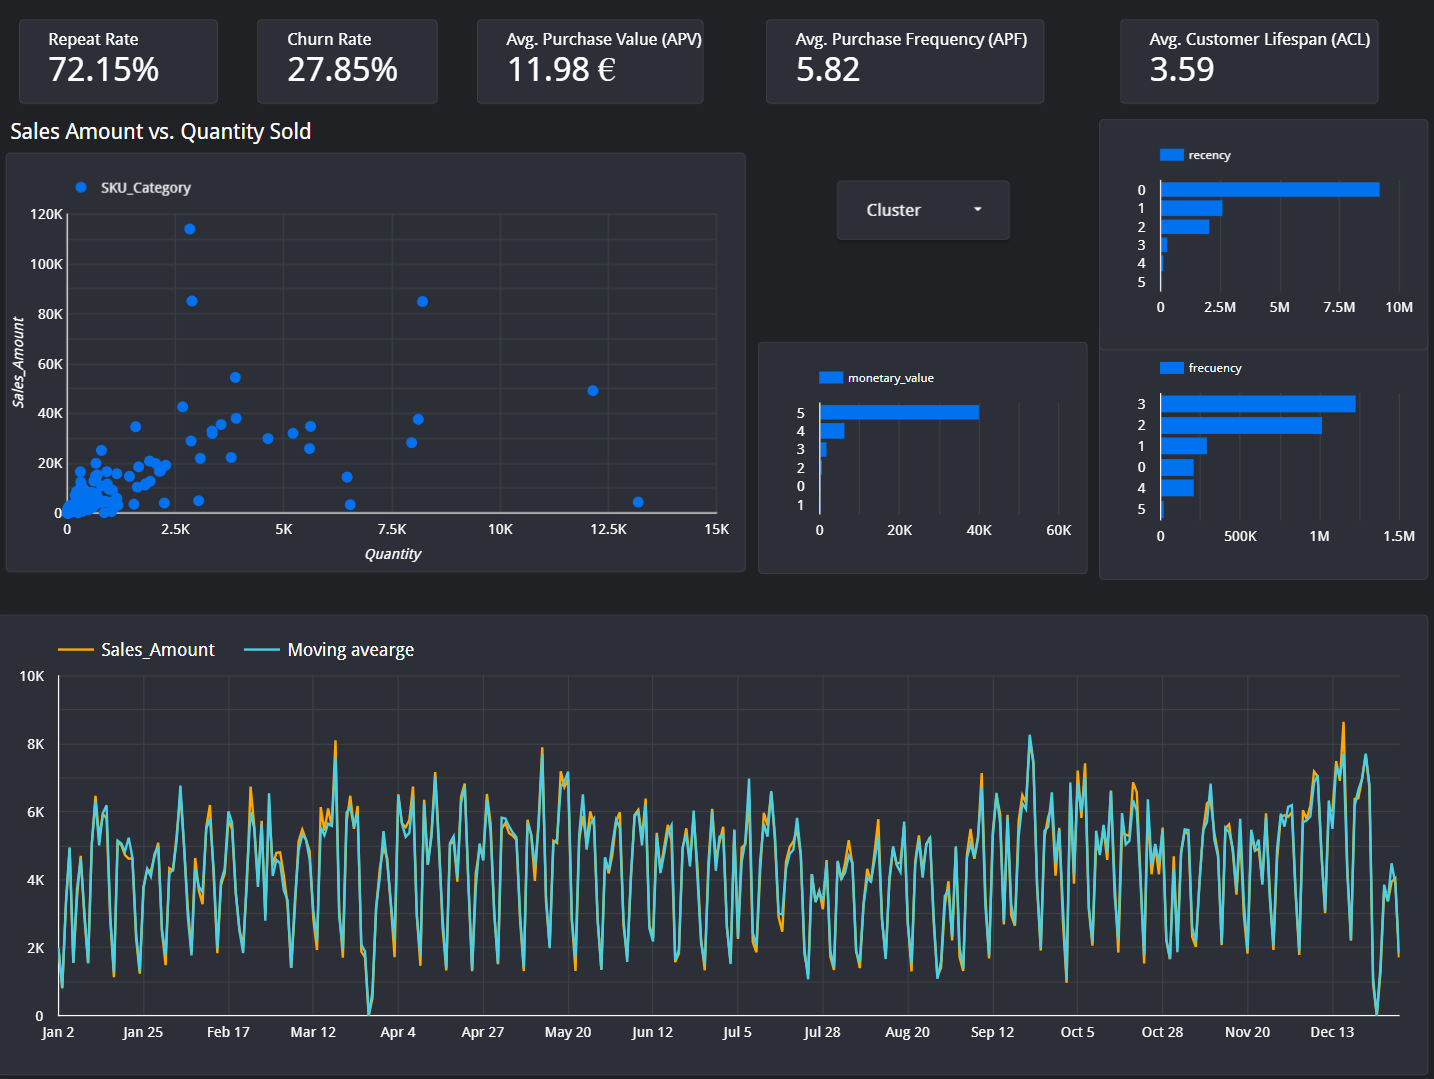 Repeat Rate
72.15%
Churn Rate
27.85%
Avg. Purchase Value (APV)
11.98 €
Avg. Purchase Frequency (APF)
5.82
Avg. Customer Lifespan (ACL)
3.59
Sales Amount vs. Quantity Sold
SKU_Category
120K
100K
80K
60K
40K
20K
0
Sales_Amount
0 2.5K 5K 7.5K 10K 12.5K 15K
Quantity
Cluster
recency
0
1
2
3
4
5
0 2.5M 5M 7.5M 10M
monetary_value
5
4
3
2
0
1
0 20K 40K 60K
frecuency
3
2
1
0
4
5
0 500K 1M 1.5M
Sales_Amount Moving avearge
10K
8K
6K
4K
2K
0
Jan 2 Jan 25 Feb 17 Mar 12 Apr 4 Apr 27 May 20 Jun 12 Jul 5 Jul 28 Aug 20 Sep 12 Oct 5 Oct 28 Nov 20 Dec 13